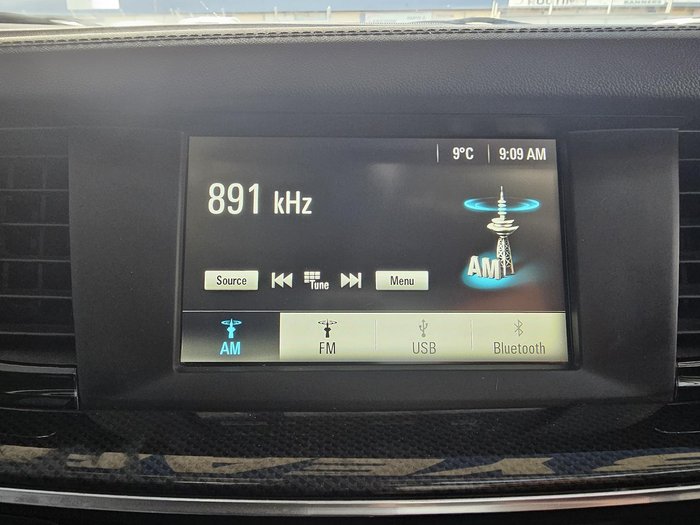 9°C
9:09 AM
891 kHz
AM
Source
Tune
Menu
AM
FM
USB
Bluetooth